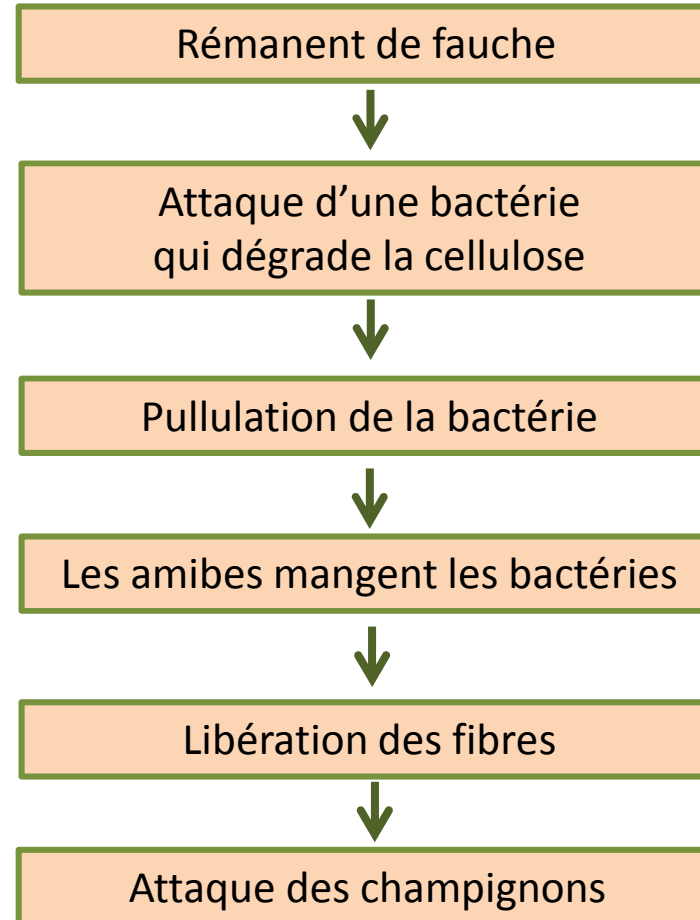 Rémanent de fauche
Attaque d’une bactérie
qui dégrade la cellulose
Pullulation de la bactérie
Les amibes mangent les bactéries
Libération des fibres
Attaque des champignons